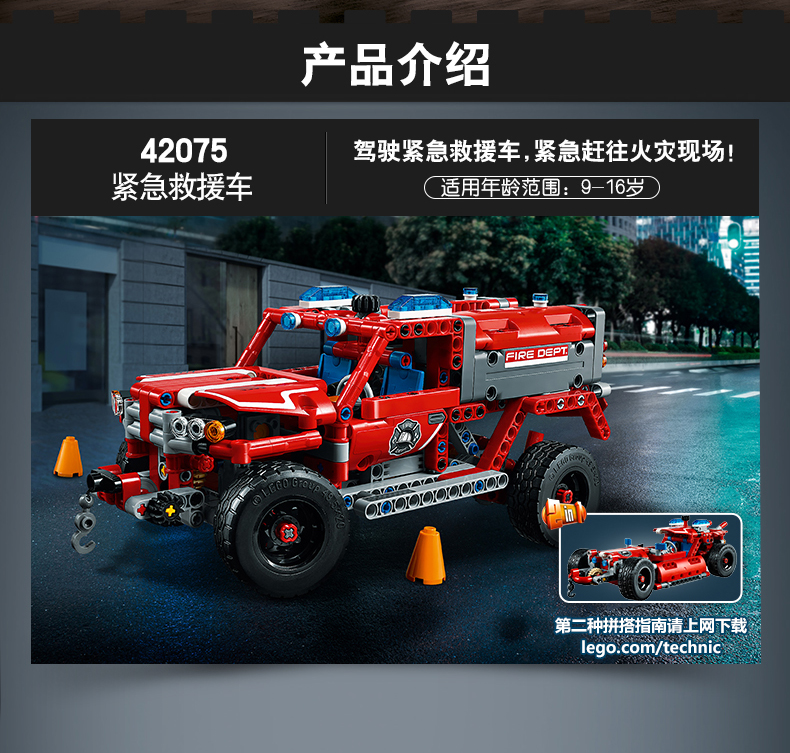 产品介绍
42075
紧急救援车
驾驶紧急救援车,紧急赶往火灾现场!
适用年龄范围：9-16岁
FIRE DEPT.
2 in
第二种拼搭指南请上网下载
lego.com/technic